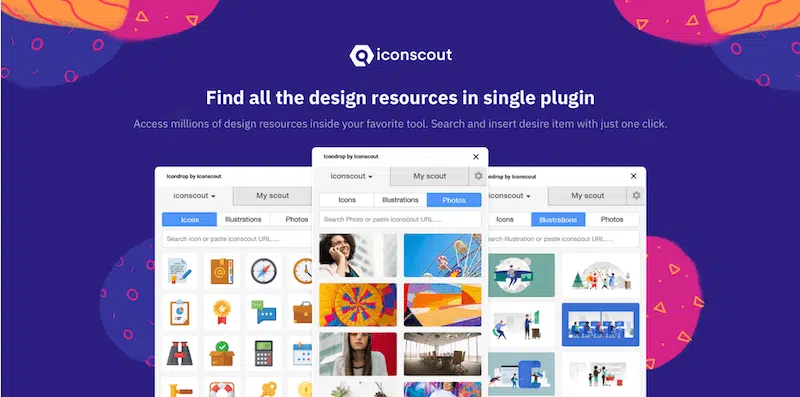 iconscout
Find all the design resources in single plugin
Access millions of design resources inside your favorite tool. Search and insert desire item with just one click.
Icondrop by Iconscout
iconscout
My scout
Icons
Illustrations
Photos
Search icon or paste iconscout URL....
Icondrop by Iconscout
iconscout
My scout
Icons
Illustrations
Photos
Search Photo or paste iconscout URL....
Icondrop by Iconscout
iconscout
My scout
Icons
Illustrations
Photos
Search Illustration or paste iconscout URL....